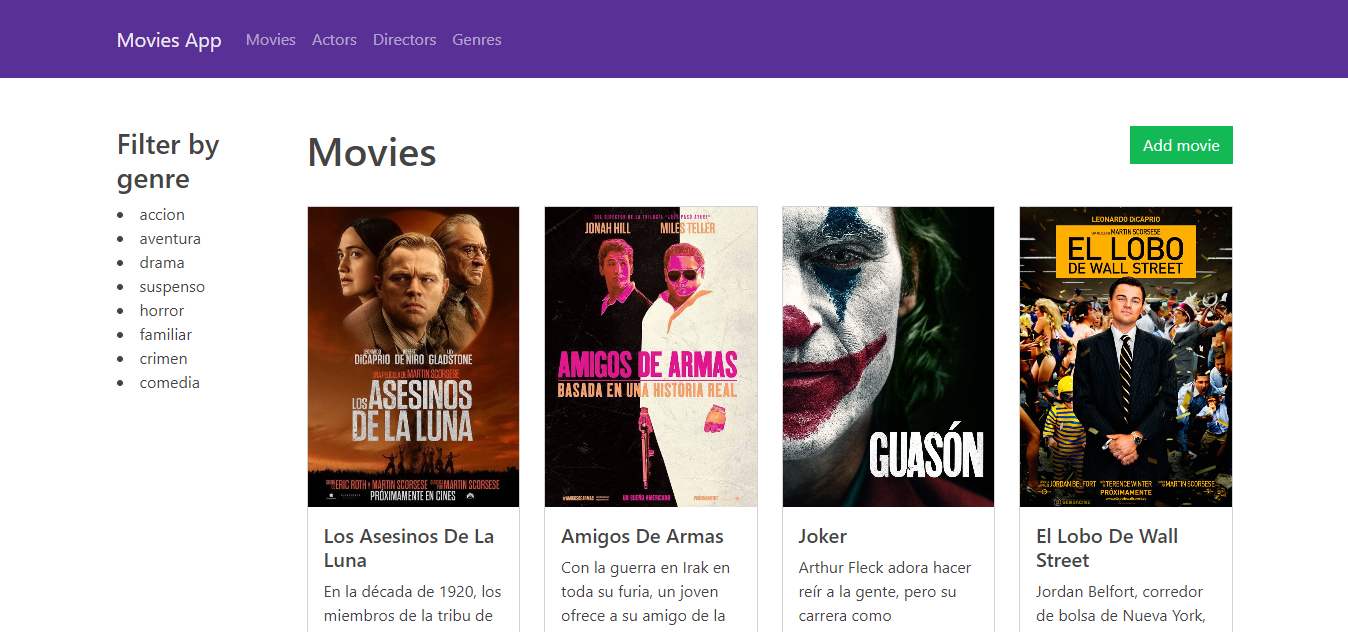 Movies App
Movies
Actors
Directors
Genres
Filter by
genre
accion
aventura
drama
suspenso
horror
familiar
crimen
comedia
Movies
Add movie
DICAPRIO DE NIRO GLADSTONE
UNA PELÍCULA DE MARTIN SCORSESE
LOS ASESINOS
DE LA LUNA
ERIC ROTH MARTIN SCORSESE MARTIN SCORSESE
PRÓXIMAMENTE EN CINES
Los Asesinos De La
Luna
En la década de 1920, los
miembros de la tribu de
JONAH HILL MILES TELLER
AMIGOS DE ARMAS
BASADA EN UNA HISTORIA REAL
UN SUEÑO AMERICANO
PRÓXIMAMENTE
Amigos De Armas
Con la guerra en Irak en
toda su furia, un joven
ofrece a su amigo de la
GUASÓN
Joker
Arthur Fleck adora hacer
reír a la gente, pero su
carrera como
LEONARDO DiCAPRIO
MARTIN SCORSESE
EL LOBO
DE WALL STREET
JORDAN BELFORT TERENCE WINTER MARTIN SCORSESE
PRÓXIMAMENTE
El Lobo De Wall
Street
Jordan Belfort, corredor
de bolsa de Nueva York,